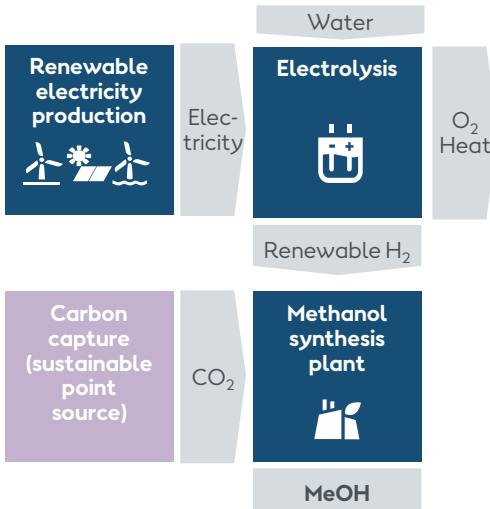 Water
Renewable
electricity
production
Elec-
tricity
Electrolysis
O₂
Heat
Renewable H₂
Carbon
capture
(sustainable
point
source)
CO₂
Methanol
synthesis
plant
MeOH